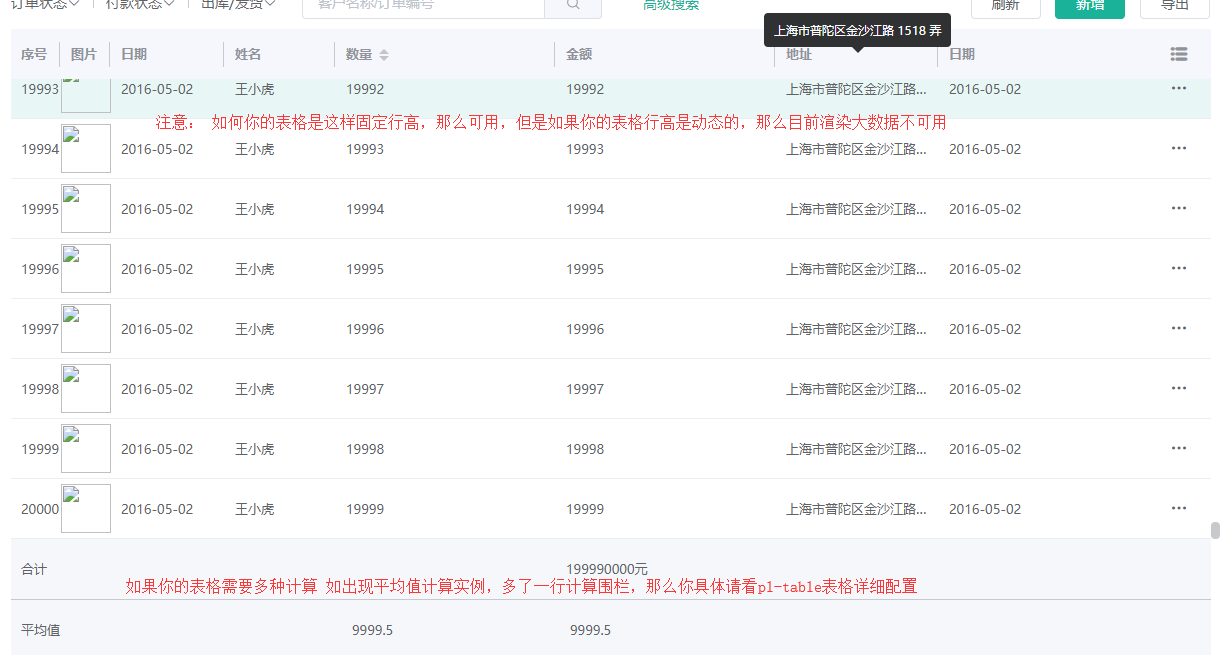 订单状态 付款状态 出库/发货 客户名称/订单编号 高级搜索 刷新 新增 导出
上海市普陀区金沙江路 1518 弄
序号 图片 日期 姓名 数量 金额 地址 日期
19993 2016-05-02 王小虎 19992 19992 上海市普陀区金沙江路... 2016-05-02
注意： 如何你的表格是这样固定行高，那么可用，但是如果你的表格行高是动态的，那么目前渲染大数据不可用
19994 2016-05-02 王小虎 19993 19993 上海市普陀区金沙江路... 2016-05-02
19995 2016-05-02 王小虎 19994 19994 上海市普陀区金沙江路... 2016-05-02
19996 2016-05-02 王小虎 19995 19995 上海市普陀区金沙江路... 2016-05-02
19997 2016-05-02 王小虎 19996 19996 上海市普陀区金沙江路... 2016-05-02
19998 2016-05-02 王小虎 19997 19997 上海市普陀区金沙江路... 2016-05-02
19999 2016-05-02 王小虎 19998 19998 上海市普陀区金沙江路... 2016-05-02
20000 2016-05-02 王小虎 19999 19999 上海市普陀区金沙江路... 2016-05-02
合计 199990000元
如果你的表格需要多种计算 如出现平均值计算实例，多了一行计算围栏，那么你具体请看pl-table表格详细配置
平均值 9999.5 9999.5